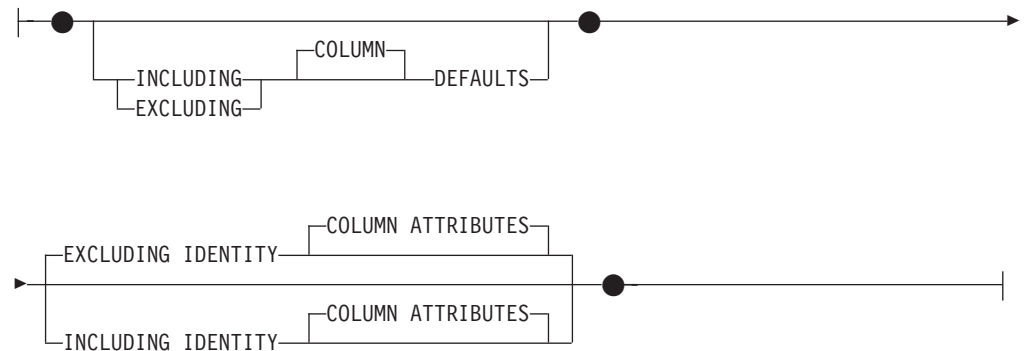 COLUMN
INCLUDING DEFAULTS
EXCLUDING
COLUMN ATTRIBUTES
EXCLUDING IDENTITY
COLUMN ATTRIBUTES
INCLUDING IDENTITY